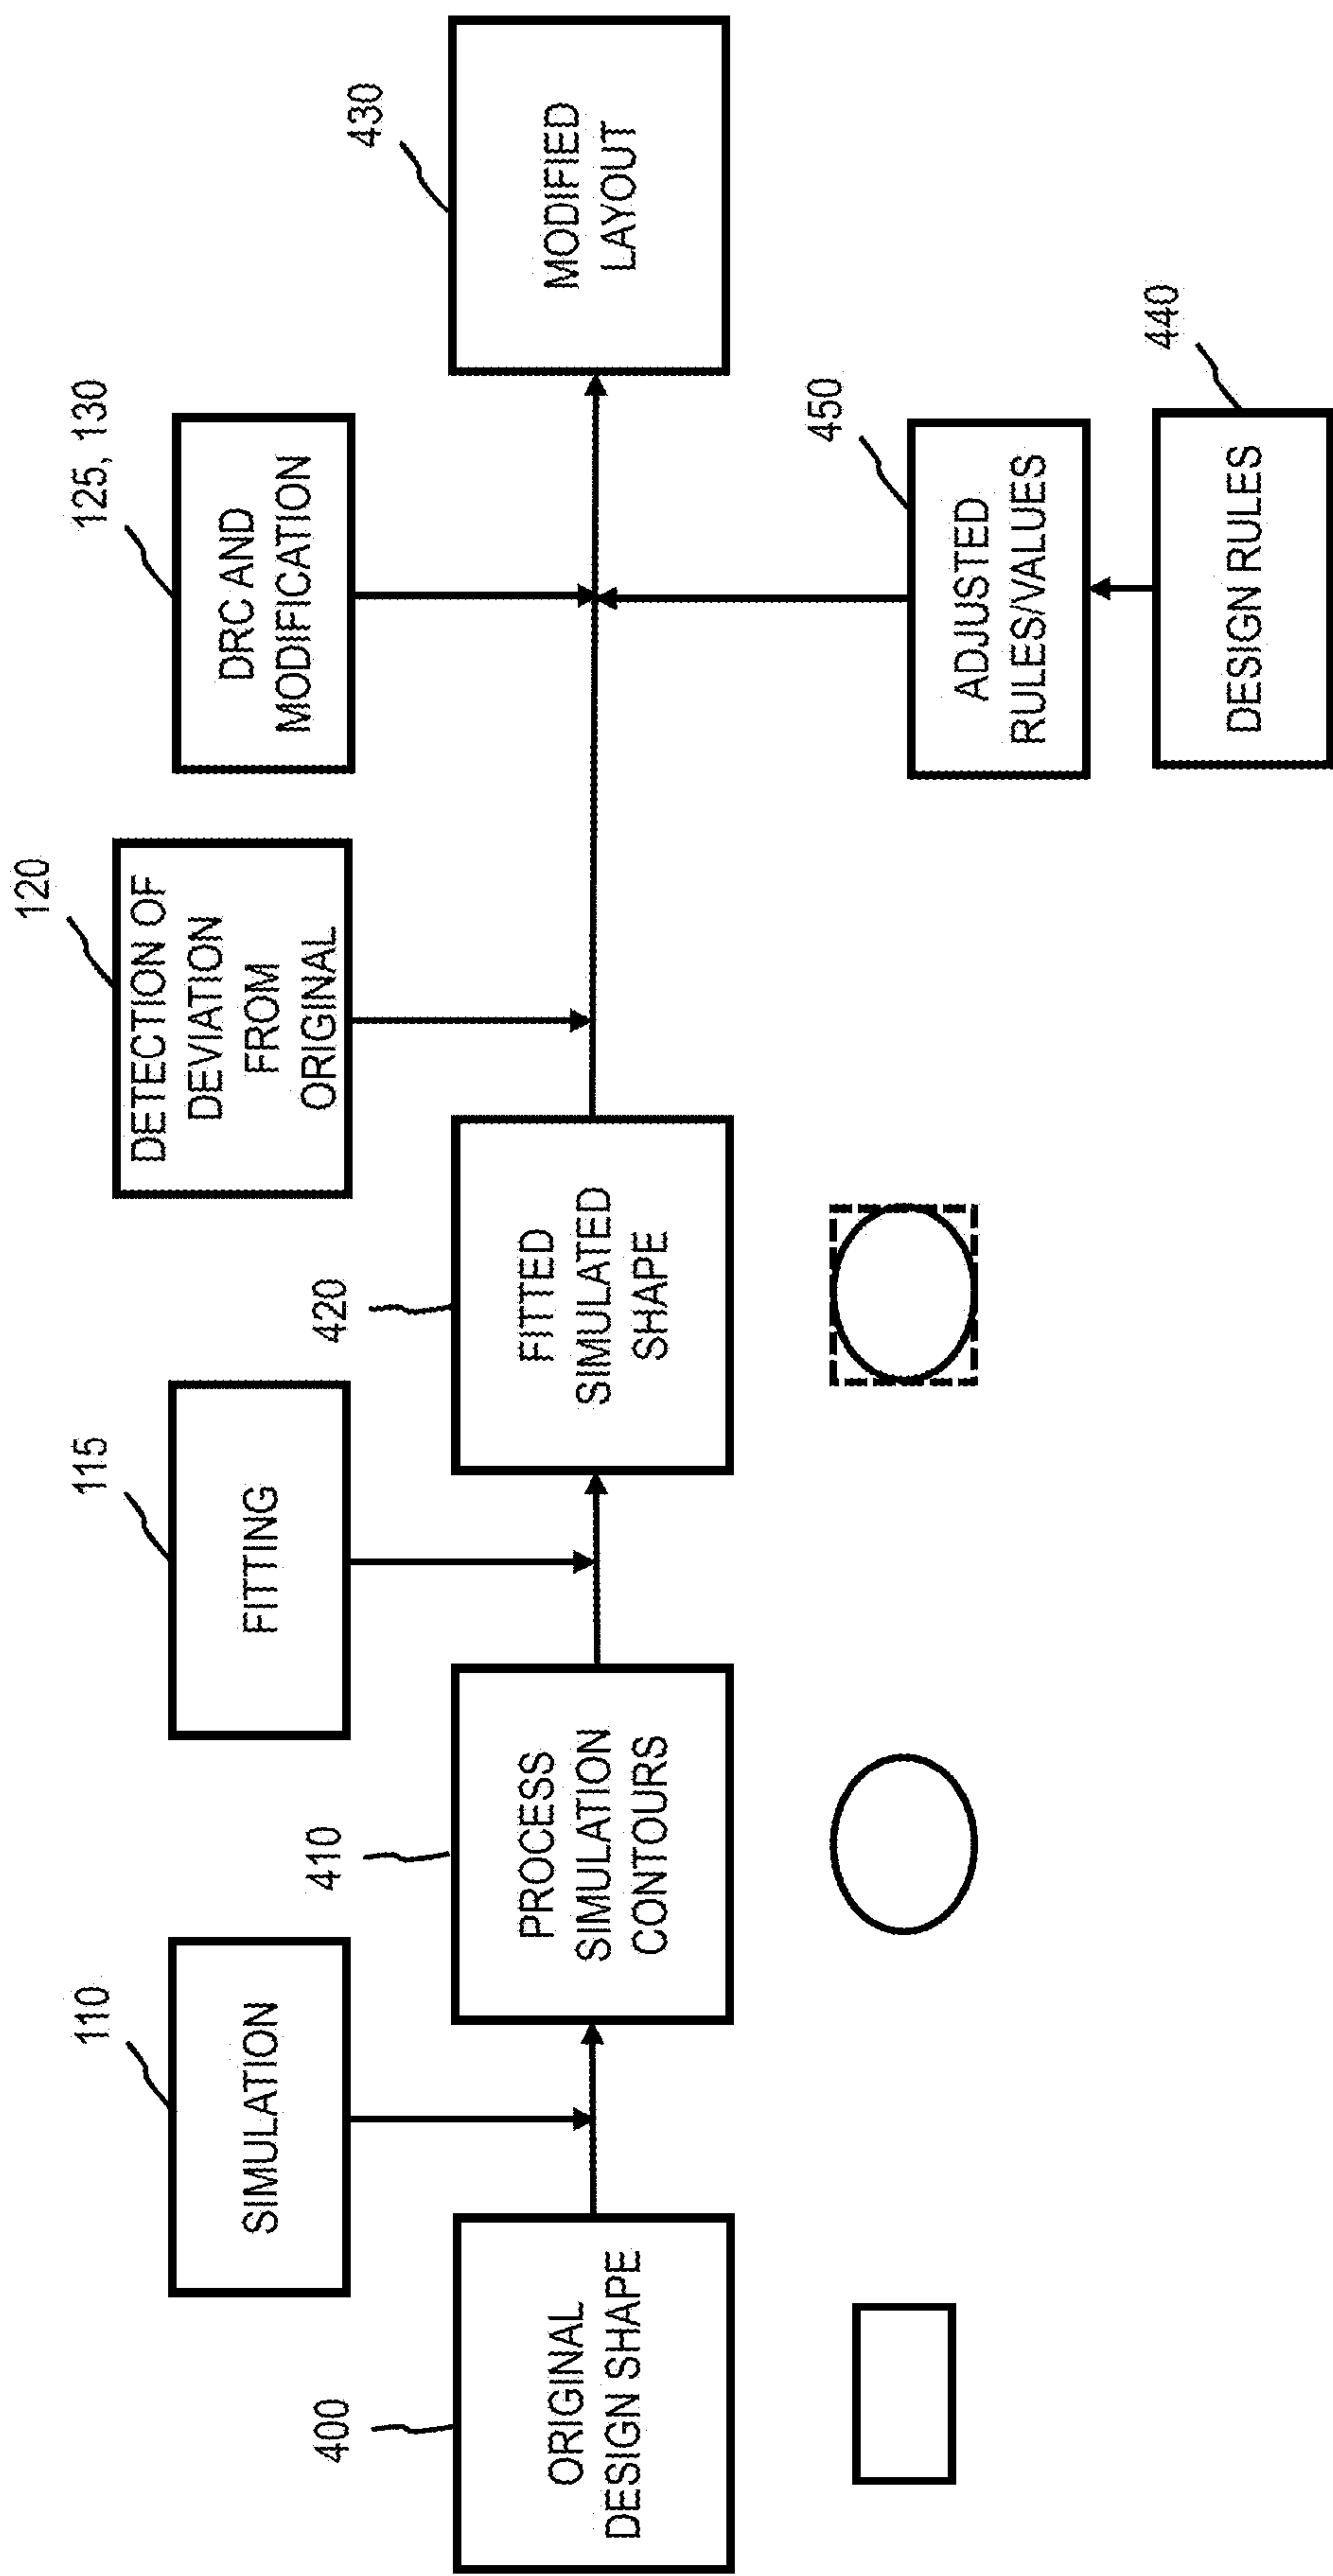 110
SIMULATION
115
FITTING
120
DETECTION OF
DEVIATION
FROM
ORIGINAL
125, 130
DRC AND
MODIFICATION
400
ORIGINAL
DESIGN SHAPE
410
PROCESS
SIMULATION
CONTOURS
420
FITTED
SIMULATED
SHAPE
430
MODIFIED
LAYOUT
450
ADJUSTED
RULES/VALUES
440
DESIGN RULES